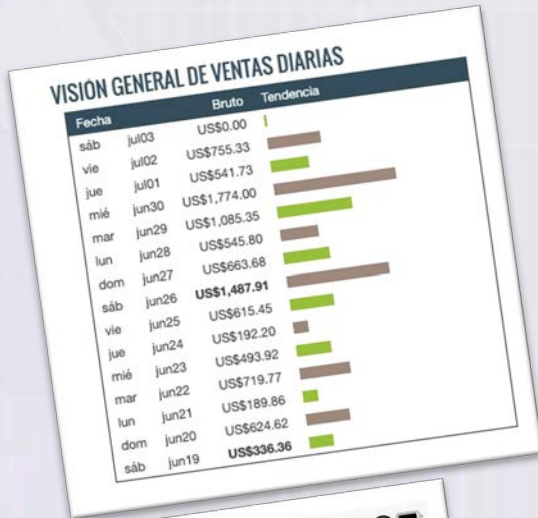 VISIÓN GENERAL DE VENTAS DIARIAS
Fecha Bruto Tendencia
sáb jul03 US$0.00
vie jul02 US$755.33
jue jul01 US$541.73
mié jun30 US$1,774.00
mar jun29 US$1,085.35
lun jun28 US$545.80
dom jun27 US$663.68
sáb jun26 US$1,487.91
vie jun25 US$615.45
jue jun24 US$192.20
mié jun23 US$493.92
mar jun22 US$719.77
lun jun21 US$189.86
dom jun20 US$624.62
sáb jun19 US$336.36